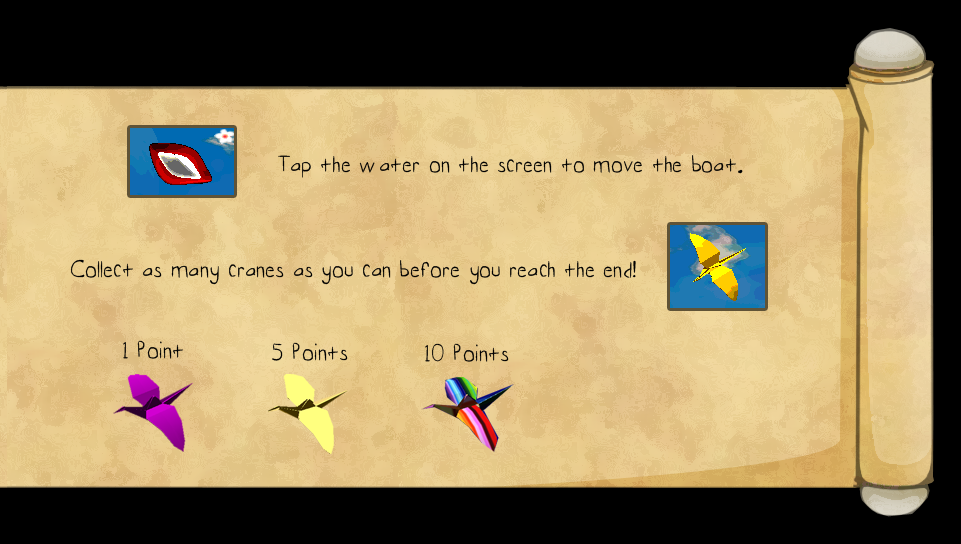 Tap the water on the screen to move the boat.
Collect as many cranes as you can before you reach the end!
1 Point
5 Points
10 Points